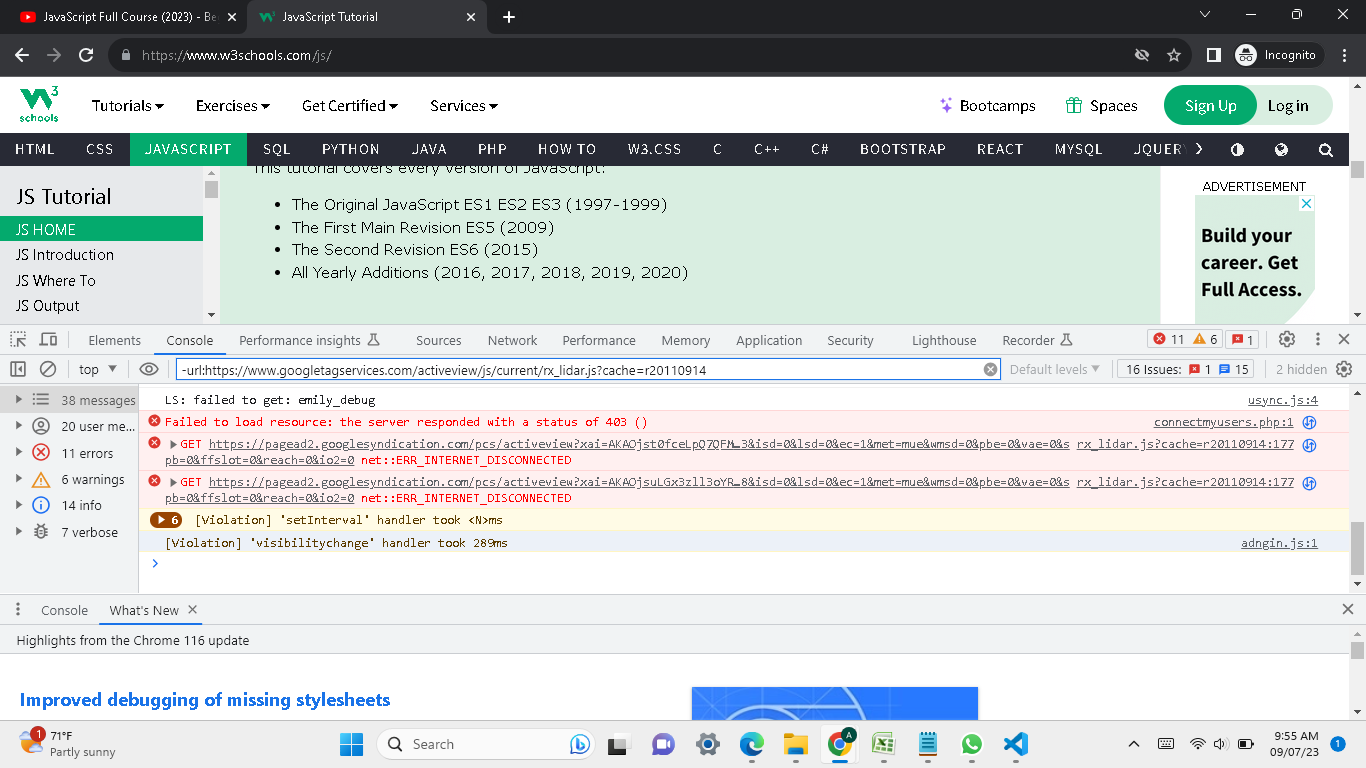 JavaScript Full Course (2023) - Be
JavaScript Tutorial
https://www.w3schools.com/js/
Incognito
W3 schools
Tutorials
Exercises
Get Certified
Services
Bootcamps
Spaces
Sign Up
Log in
HTML
CSS
JAVASCRIPT
SQL
PYTHON
JAVA
PHP
HOW TO
W3.CSS
C
C++
C#
BOOTSTRAP
REACT
MYSQL
JQUERY
JS Tutorial
JS HOME
JS Introduction
JS Where To
JS Output
This tutorial covers every version of JavaScript:
The Original JavaScript ES1 ES2 ES3 (1997-1999)
The First Main Revision ES5 (2009)
The Second Revision ES6 (2015)
All Yearly Additions (2016, 2017, 2018, 2019, 2020)
ADVERTISEMENT
Build your
career. Get
Full Access.
Elements
Console
Performance insights
Sources
Network
Performance
Memory
Application
Security
Lighthouse
Recorder
11
6
1
top
-url:https://www.googletagservices.com/activeview/js/current/rx_lidar.js?cache=r20110914
Default levels
16 Issues:
1
15
2 hidden
38 messages
20 user me...
11 errors
6 warnings
14 info
7 verbose
LS: failed to get: emily_debug
usync.js:4
Failed to load resource: the server responded with a status of 403 ()
connectmyusers.php:1
GET https://pagead2.googlesyndication.com/pcs/activeview?xai=AKAOjst0fceLpQ7QFM…3&isd=0&lsd=0&ec=1&met=mue&wmsd=0&pbe=0&vae=0&s
rx_lidar.js?cache=r20110914:177
pb=0&ffslot=0&reach=0&io2=0 net::ERR_INTERNET_DISCONNECTED
GET https://pagead2.googlesyndication.com/pcs/activeview?xai=AKAOjsuLGx3zll3oYR…8&isd=0&lsd=0&ec=1&met=mue&wmsd=0&pbe=0&vae=0&s
rx_lidar.js?cache=r20110914:177
pb=0&ffslot=0&reach=0&io2=0 net::ERR_INTERNET_DISCONNECTED
6
[Violation] 'setInterval' handler took <N>ms
[Violation] 'visibilitychange' handler took 289ms
adngin.js:1
Console
What's New
Highlights from the Chrome 116 update
Improved debugging of missing stylesheets
1
71°F
Partly sunny
Search
A
9:55 AM
09/07/23
1